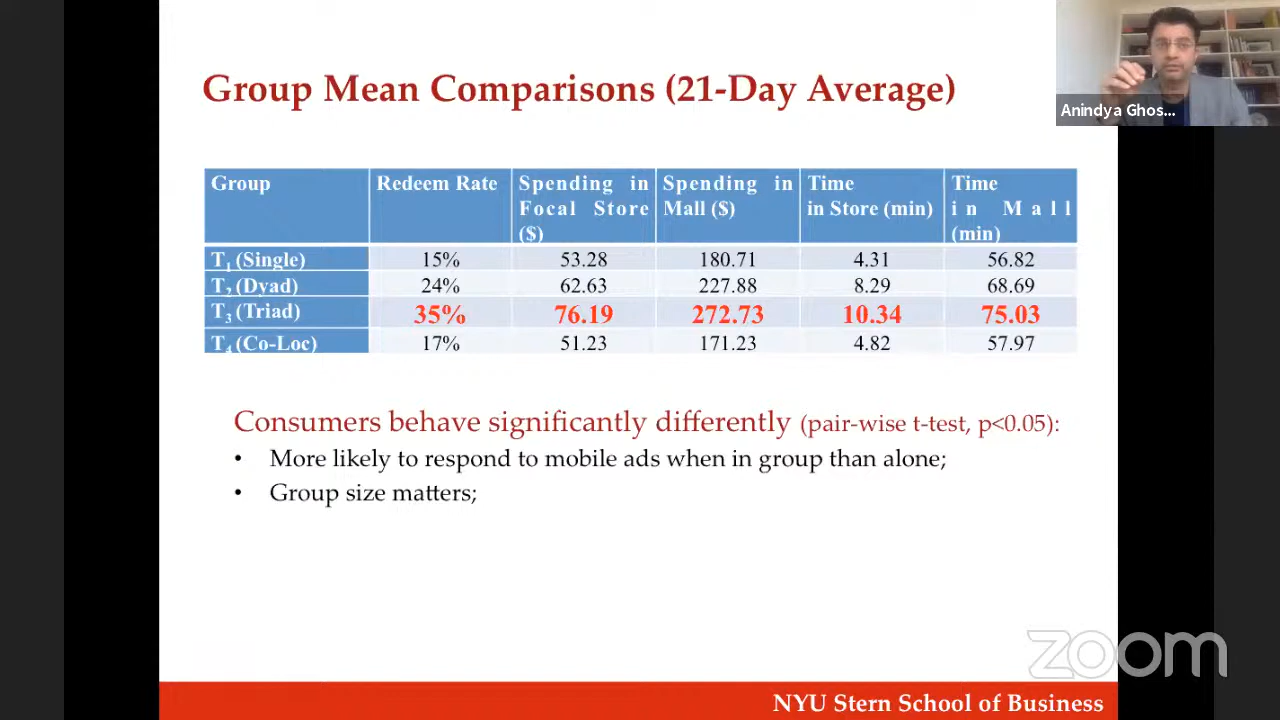 Group Mean Comparisons (21-Day Average)
Anindya Ghos...
Group Redeem Rate Spending in Focal Store ($) Spending in Mall ($) Time in Store (min) Time in Mall (min)
T1 (Single) 15% 53.28 180.71 4.31 56.82
T2 (Dyad) 24% 62.63 227.88 8.29 68.69
T3 (Triad) 35% 76.19 272.73 10.34 75.03
T4 (Co-Loc) 17% 51.23 171.23 4.82 57.97
Consumers behave significantly differently (pair-wise t-test, p<0.05):
• More likely to respond to mobile ads when in group than alone;
• Group size matters;
zoom
NYU Stern School of Business